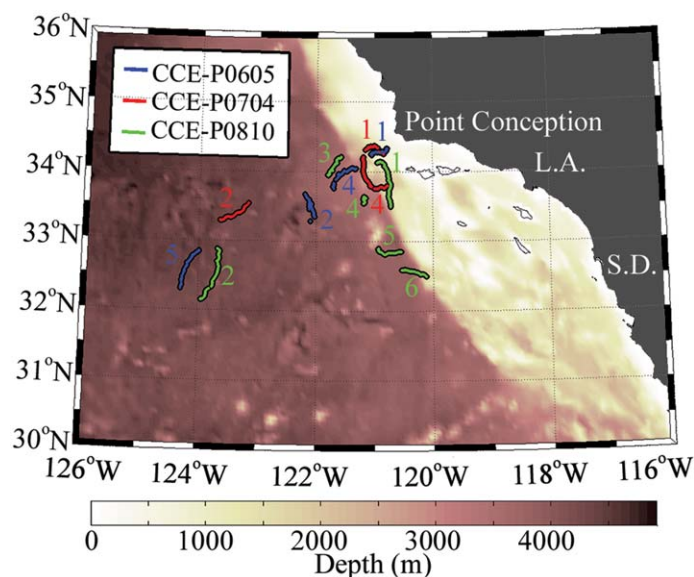 36°N
35°N
34°N
33°N
32°N
31°N
30°N
CCE-P0605
CCE-P0704
CCE-P0810
Point Conception
L.A.
S.D.
1 1
3 1
4
2 4 4
2
5
5 2
6
126°W 124°W 122°W 120°W 118°W 116°W
0 1000 2000 3000 4000
Depth (m)